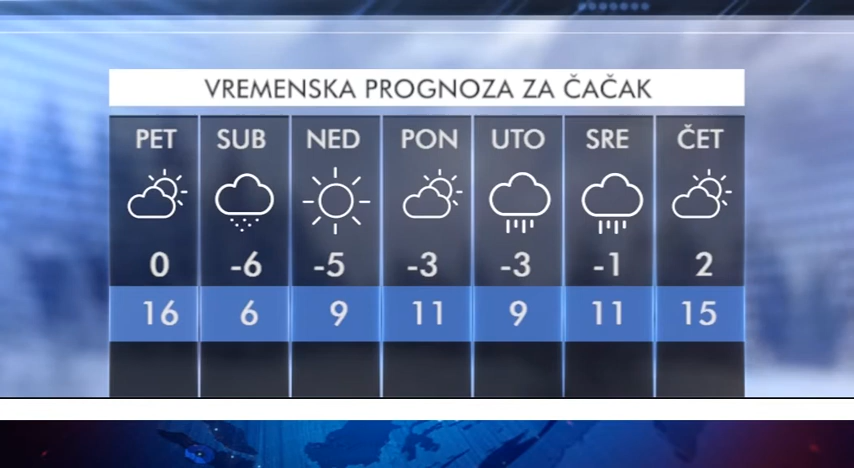 VREMENSKA PROGNOZA ZA ČAČAK
PET SUB NED PON UTO SRE ČET
0 -6 -5 -3 -3 -1 2
16 6 9 11 9 11 15